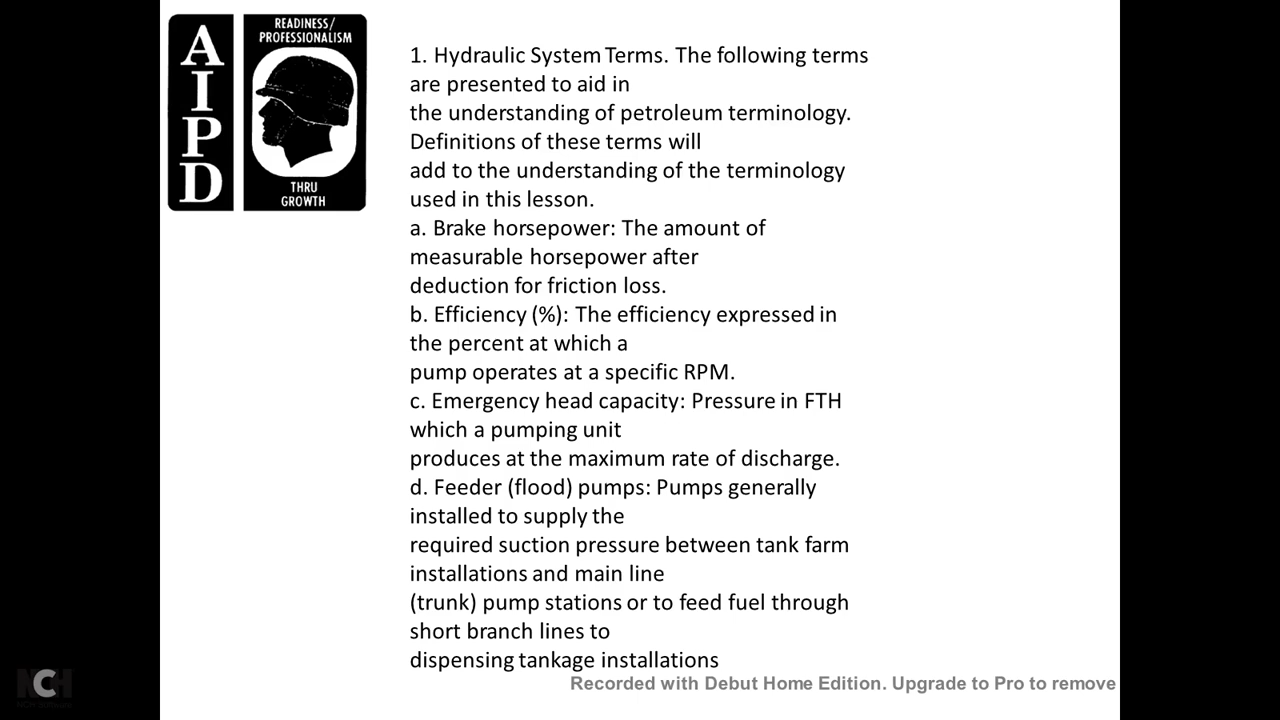 A
I
P
D
READINESS/
PROFESSIONALISM
THRU
GROWTH
1. Hydraulic System Terms. The following terms
are presented to aid in
the understanding of petroleum terminology.
Definitions of these terms will
add to the understanding of the terminology
used in this lesson.
a. Brake horsepower: The amount of
measurable horsepower after
deduction for friction loss.
b. Efficiency (%): The efficiency expressed in
the percent at which a
pump operates at a specific RPM.
c. Emergency head capacity: Pressure in FTH
which a pumping unit
produces at the maximum rate of discharge.
d. Feeder (flood) pumps: Pumps generally
installed to supply the
required suction pressure between tank farm
installations and main line
(trunk) pump stations or to feed fuel through
short branch lines to
dispensing tankage installations
NCH
NCH Software
Recorded with Debut Home Edition. Upgrade to Pro to remove